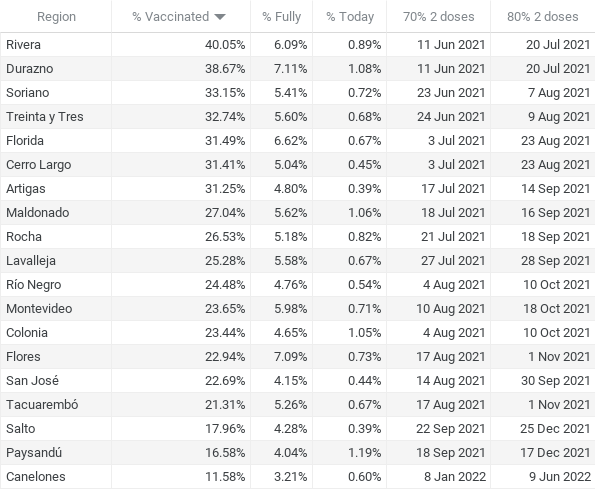 Region % Vaccinated % Fully % Today 70% 2 doses 80% 2 doses
Rivera 40.05% 6.09% 0.89% 11 Jun 2021 20 Jul 2021
Durazno 38.67% 7.11% 1.08% 11 Jun 2021 20 Jul 2021
Soriano 33.15% 5.41% 0.72% 23 Jun 2021 7 Aug 2021
Treinta y Tres 32.74% 5.60% 0.68% 24 Jun 2021 9 Aug 2021
Florida 31.49% 6.62% 0.67% 3 Jul 2021 23 Aug 2021
Cerro Largo 31.41% 5.04% 0.45% 3 Jul 2021 23 Aug 2021
Artigas 31.25% 4.80% 0.39% 17 Jul 2021 14 Sep 2021
Maldonado 27.04% 5.62% 1.06% 18 Jul 2021 16 Sep 2021
Rocha 26.53% 5.18% 0.82% 21 Jul 2021 18 Sep 2021
Lavalleja 25.28% 5.58% 0.67% 27 Jul 2021 28 Sep 2021
Río Negro 24.48% 4.76% 0.54% 4 Aug 2021 10 Oct 2021
Montevideo 23.65% 5.98% 0.71% 10 Aug 2021 18 Oct 2021
Colonia 23.44% 4.65% 1.05% 4 Aug 2021 10 Oct 2021
Flores 22.94% 7.09% 0.73% 17 Aug 2021 1 Nov 2021
San José 22.69% 4.15% 0.44% 14 Aug 2021 30 Sep 2021
Tacuarembó 21.31% 5.26% 0.67% 17 Aug 2021 1 Nov 2021
Salto 17.96% 4.28% 0.39% 22 Sep 2021 25 Dec 2021
Paysandú 16.58% 4.04% 1.19% 18 Sep 2021 17 Dec 2021
Canelones 11.58% 3.21% 0.60% 8 Jan 2022 9 Jun 2022